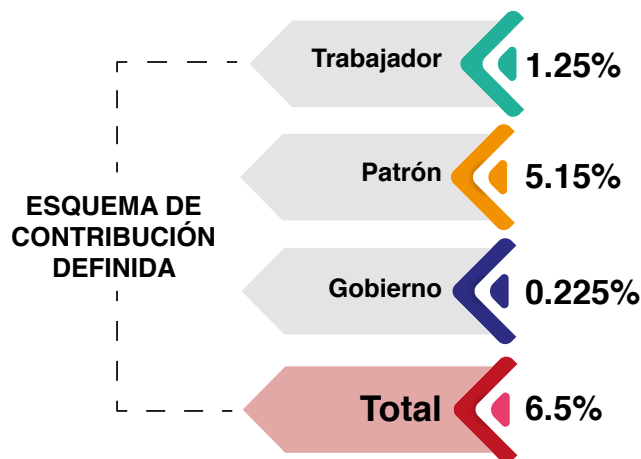 ESQUEMA DE
CONTRIBUCIÓN
DEFINIDA
Trabajador 1.25%
Patrón 5.15%
Gobierno 0.225%
Total 6.5%